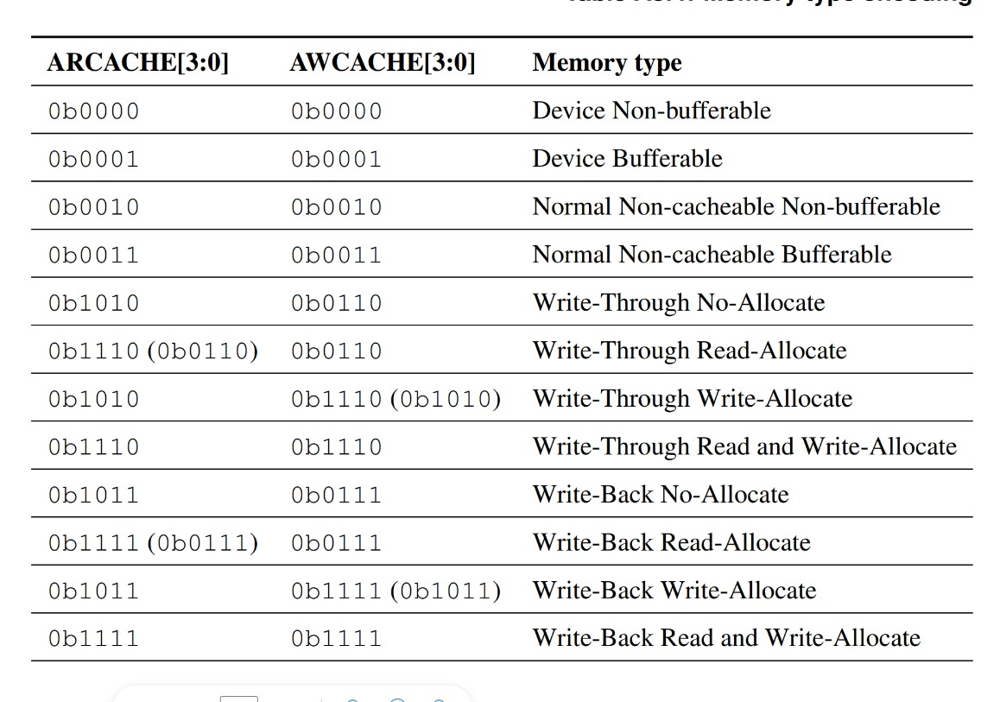 ARCACHE[3:0] AWCACHE[3:0] Memory type
0b0000 0b0000 Device Non-bufferable
0b0001 0b0001 Device Bufferable
0b0010 0b0010 Normal Non-cacheable Non-bufferable
0b0011 0b0011 Normal Non-cacheable Bufferable
0b1010 0b0110 Write-Through No-Allocate
0b1110 (0b0110) 0b0110 Write-Through Read-Allocate
0b1010 0b1110 (0b1010) Write-Through Write-Allocate
0b1110 0b1110 Write-Through Read and Write-Allocate
0b1011 0b0111 Write-Back No-Allocate
0b1111 (0b0111) 0b0111 Write-Back Read-Allocate
0b1011 0b1111 (0b1011) Write-Back Write-Allocate
0b1111 0b1111 Write-Back Read and Write-Allocate